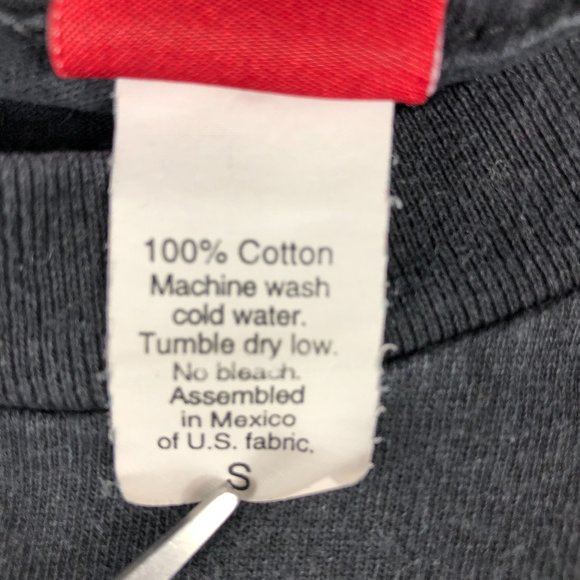 100% Cotton
Machine wash
cold water.
Tumble dry low.
No bleach.
Assembled
in Mexico
of U.S. fabric.
S